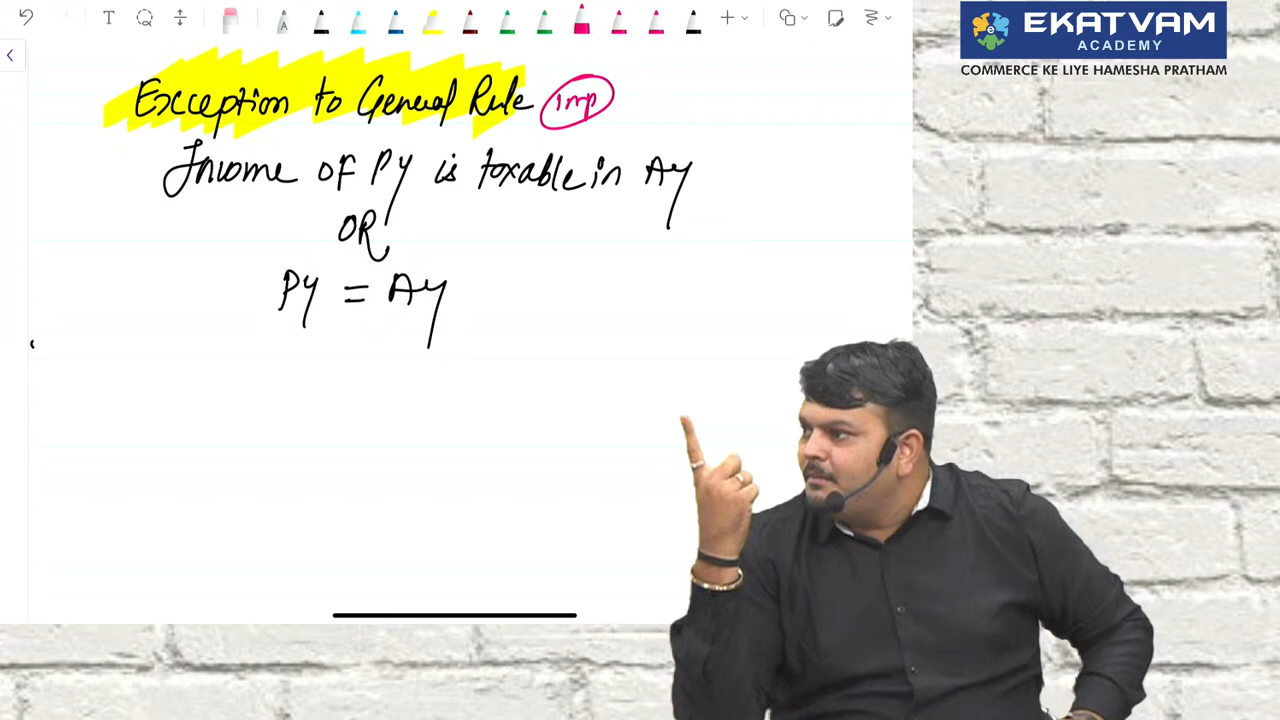 EKATVAM
ACADEMY
COMMERCE KE LIYE HAMESHA PRATHAM
Exception to General Rule imp
Income of Py is taxable in Ay
OR
Py = Ay